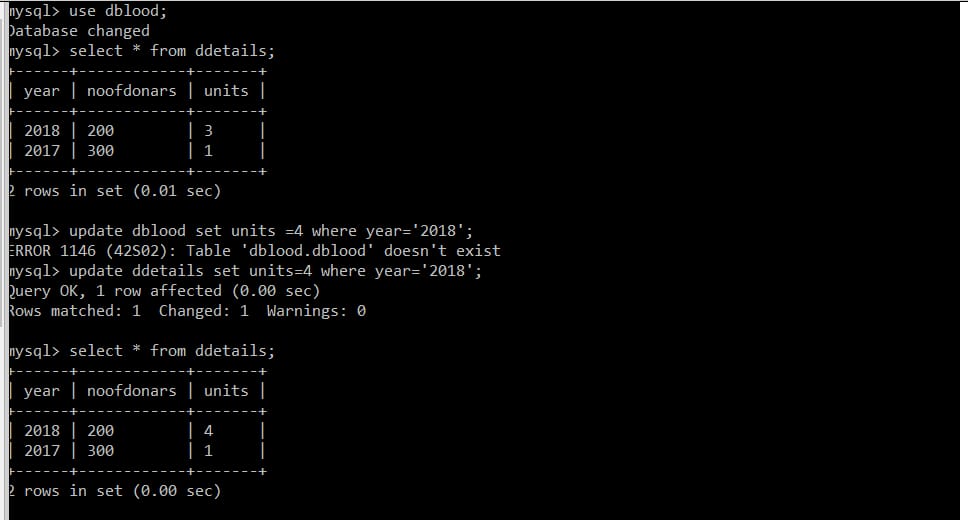 mysql> use dblood;
Database changed
mysql> select * from ddetails;
+------+------------+-------+
| year | noofdonars | units |
+------+------------+-------+
| 2018 | 200        | 3     |
| 2017 | 300        | 1     |
+------+------------+-------+
2 rows in set (0.01 sec)
mysql> update dblood set units =4 where year='2018';
ERROR 1146 (42S02): Table 'dblood.dblood' doesn't exist
mysql> update ddetails set units=4 where year='2018';
Query OK, 1 row affected (0.00 sec)
Rows matched: 1  Changed: 1  Warnings: 0
mysql> select * from ddetails;
+------+------------+-------+
| year | noofdonars | units |
+------+------------+-------+
| 2018 | 200        | 4     |
| 2017 | 300        | 1     |
+------+------------+-------+
2 rows in set (0.00 sec)